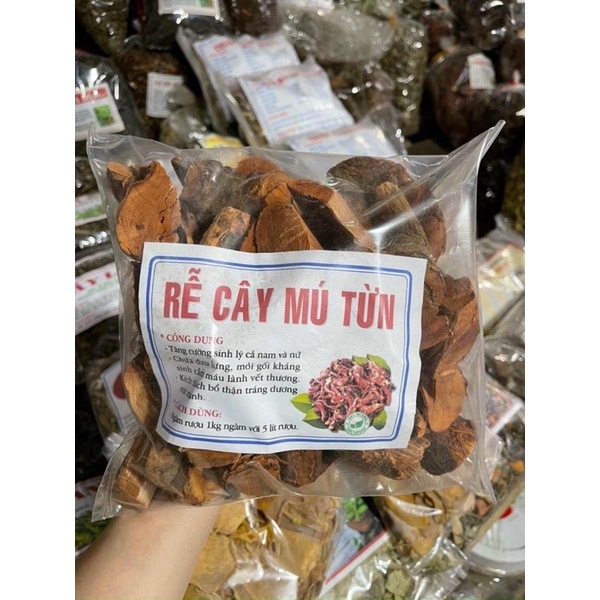 RỄ CÂY MÚ TỪN
* CÔNG DỤNG
- Tăng cường sinh lý cả nam và nữ
- Chữa đau lưng, mỏi gối kháng
sinh cầm máu lành vết thương.
- Kích thích bổ thận tráng dương
DÙNG:
rượu 1kg ngâm với 5 lít rượu.